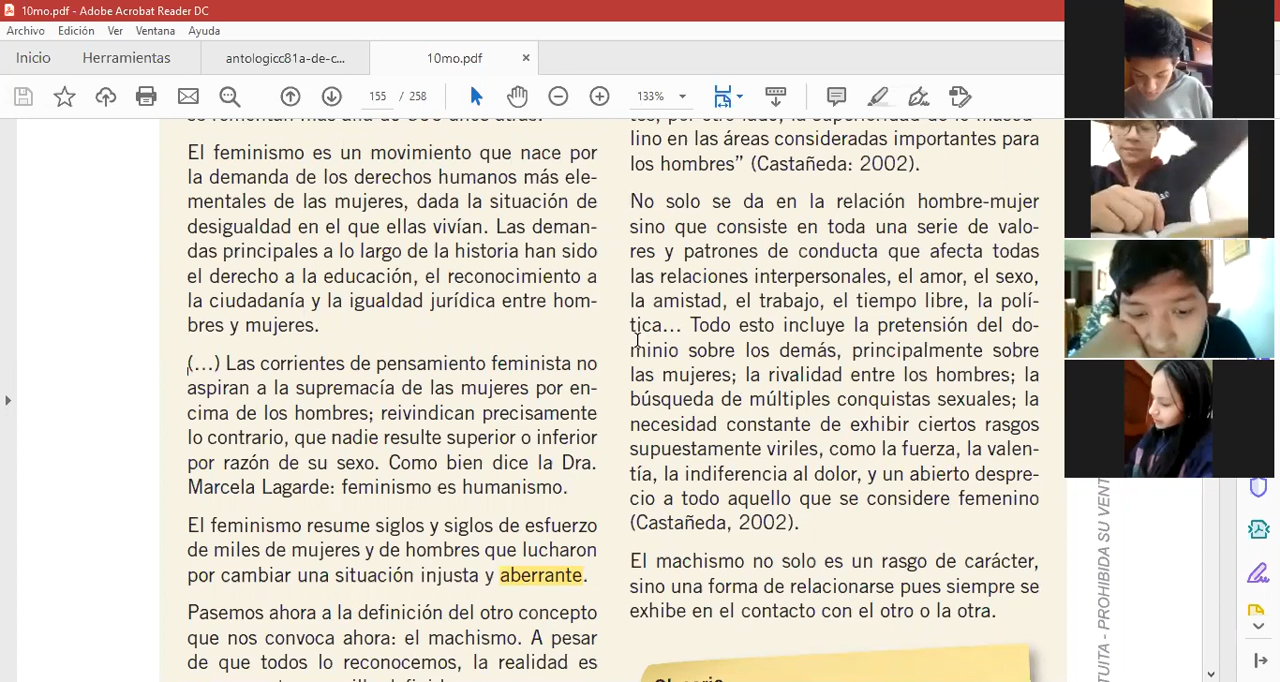 10mo.pdf - Adobe Acrobat Reader DC
Archivo Edición Ver Ventana Ayuda
Inicio Herramientas antologicc81a-de-c... 10mo.pdf ×
155 / 258 133%
El feminismo es un movimiento que nace por
la demanda de los derechos humanos más ele-
mentales de las mujeres, dada la situación de
desigualdad en el que ellas vivían. Las deman-
das principales a lo largo de la historia han sido
el derecho a la educación, el reconocimiento a
la ciudadanía y la igualdad jurídica entre hom-
bres y mujeres.
(...) Las corrientes de pensamiento feminista no
aspiran a la supremacía de las mujeres por en-
cima de los hombres; reivindican precisamente
lo contrario, que nadie resulte superior o inferior
por razón de su sexo. Como bien dice la Dra.
Marcela Lagarde: feminismo es humanismo.
El feminismo resume siglos y siglos de esfuerzo
de miles de mujeres y de hombres que lucharon
por cambiar una situación injusta y aberrante.
Pasemos ahora a la definición del otro concepto
que nos convoca ahora: el machismo. A pesar
de que todos lo reconocemos, la realidad es
lino en las áreas consideradas importantes para
los hombres” (Castañeda: 2002).
No solo se da en la relación hombre-mujer
sino que consiste en toda una serie de valo-
res y patrones de conducta que afecta todas
las relaciones interpersonales, el amor, el sexo,
la amistad, el trabajo, el tiempo libre, la polí-
tica... Todo esto incluye la pretensión del do-
minio sobre los demás, principalmente sobre
las mujeres; la rivalidad entre los hombres; la
búsqueda de múltiples conquistas sexuales; la
necesidad constante de exhibir ciertos rasgos
supuestamente viriles, como la fuerza, la valen-
tía, la indiferencia al dolor, y un abierto despre-
cio a todo aquello que se considere femenino
(Castañeda, 2002).
El machismo no solo es un rasgo de carácter,
sino una forma de relacionarse pues siempre se
exhibe en el contacto con el otro o la otra.
TUITA - PROHIBIDA SU VENT